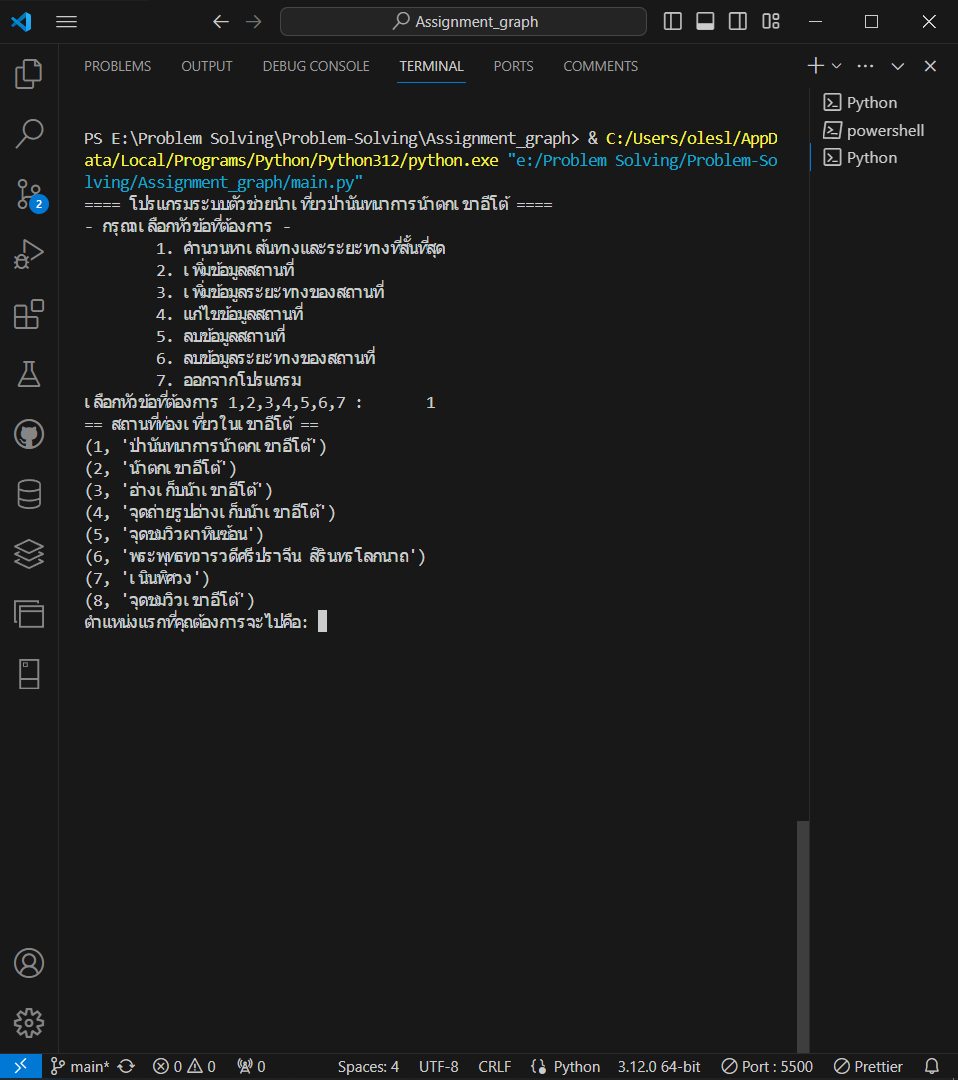 Assignment_graph
PROBLEMS OUTPUT DEBUG CONSOLE TERMINAL PORTS COMMENTS
Python
powershell
Python
PS E:\Problem Solving\Problem-Solving\Assignment_graph> & C:/Users/olesl/AppD
ata/Local/Programs/Python/Python312/python.exe "e:/Problem Solving/Problem-So
lving/Assignment_graph/main.py"
==== โปรแกรมระบบตัวช่วยนำเที่ยวป่านันทนาการน้ำตกเขาอีโต้ ====
- กรุณาเลือกหัวข้อที่ต้องการ -
1. คำนวนหาเส้นทางและระยะทางที่สั้นที่สุด
2. เพิ่มข้อมูลสถานที่
3. เพิ่มข้อมูลระยะทางของสถานที่
4. แก้ไขข้อมูลสถานที่
5. ลบข้อมูลสถานที่
6. ลบข้อมูลระยะทางของสถานที่
7. ออกจากโปรแกรม
เลือกหัวข้อที่ต้องการ 1,2,3,4,5,6,7 : 1
== สถานที่ท่องเที่ยวในเขาอีโต้ ==
(1, 'ป่านันทนาการน้ำตกเขาอีโต้')
(2, 'น้ำตกเขาอีโต้')
(3, 'อ่างเก็บน้ำเขาอีโต้')
(4, 'จุดถ่ายรูปอ่างเก็บน้ำเขาอีโต้')
(5, 'จุดชมวิวผาหินซ้อน')
(6, 'พระพุทธทวารวดีศรีปราจีน สิรินทรโลกนาถ')
(7, 'เนินพิศวง')
(8, 'จุดชมวิวเขาอีโต้')
ตำแหน่งแรกที่คุณต้องการจะไปคือ:
2
main* 0 0 0 Spaces: 4 UTF-8 CRLF Python 3.12.0 64-bit Port : 5500 Prettier